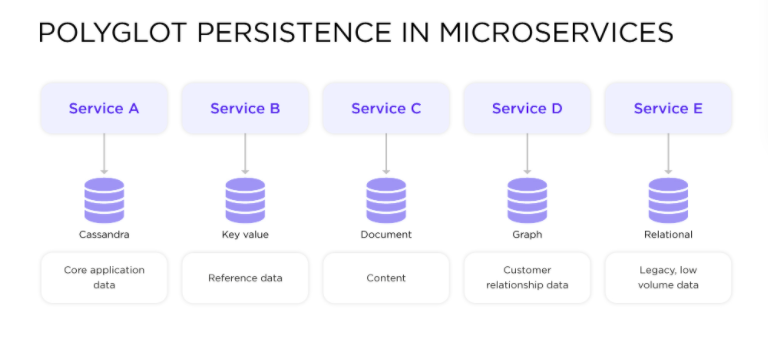 POLYGLOT PERSISTENCE IN MICROSERVICES
Service A
Service B
Service C
Service D
Service E
Cassandra
Key value
Document
Graph
Relational
Core application
data
Reference data
Content
Customer
relationship data
Legacy, low
volume data